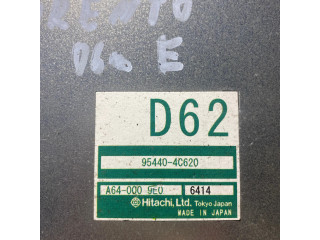 D62
95440-4C620
A64-000 9E0 6414
Hitachi, Ltd. Tokyo Japan
MADE IN JAPAN